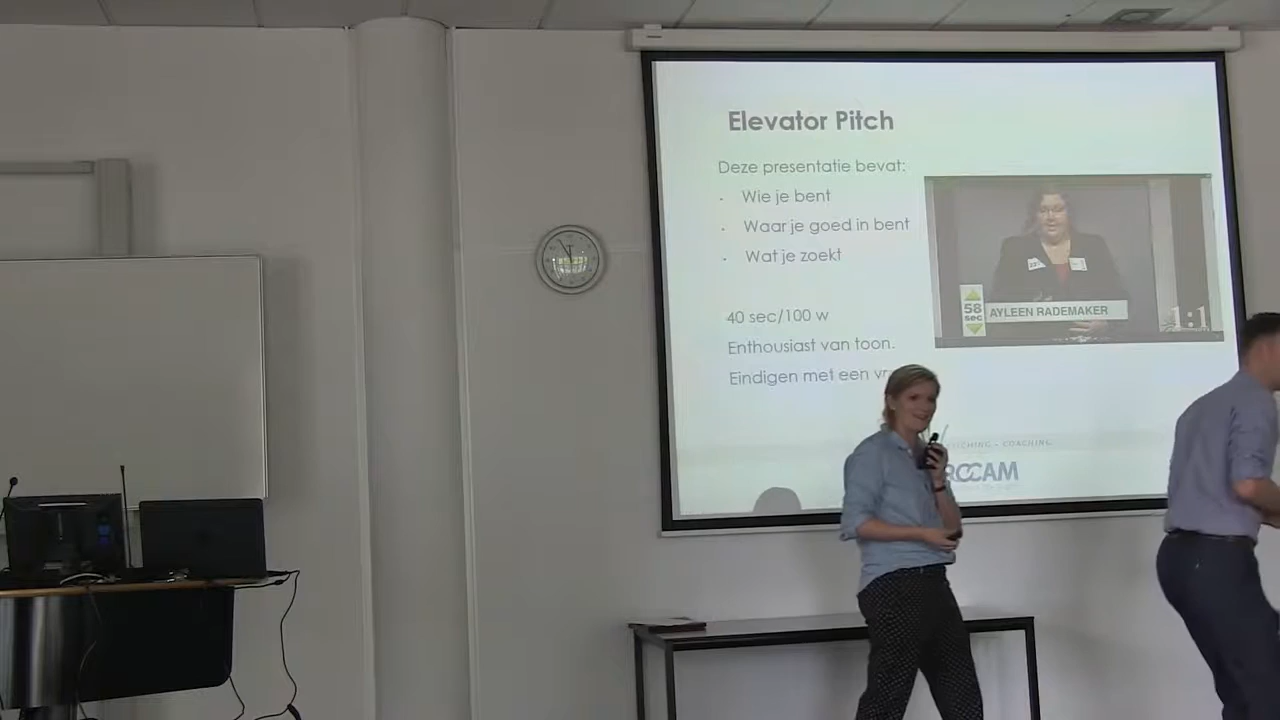 Elevator Pitch
Deze presentatie bevat:
Wie je bent
Waar je goed in bent
Wat je zoekt
58
sec
AYLEEN RADEMAKER
1:1
40 sec/100 w
Enthousiast van toon.
Eindigen met een
COACHING